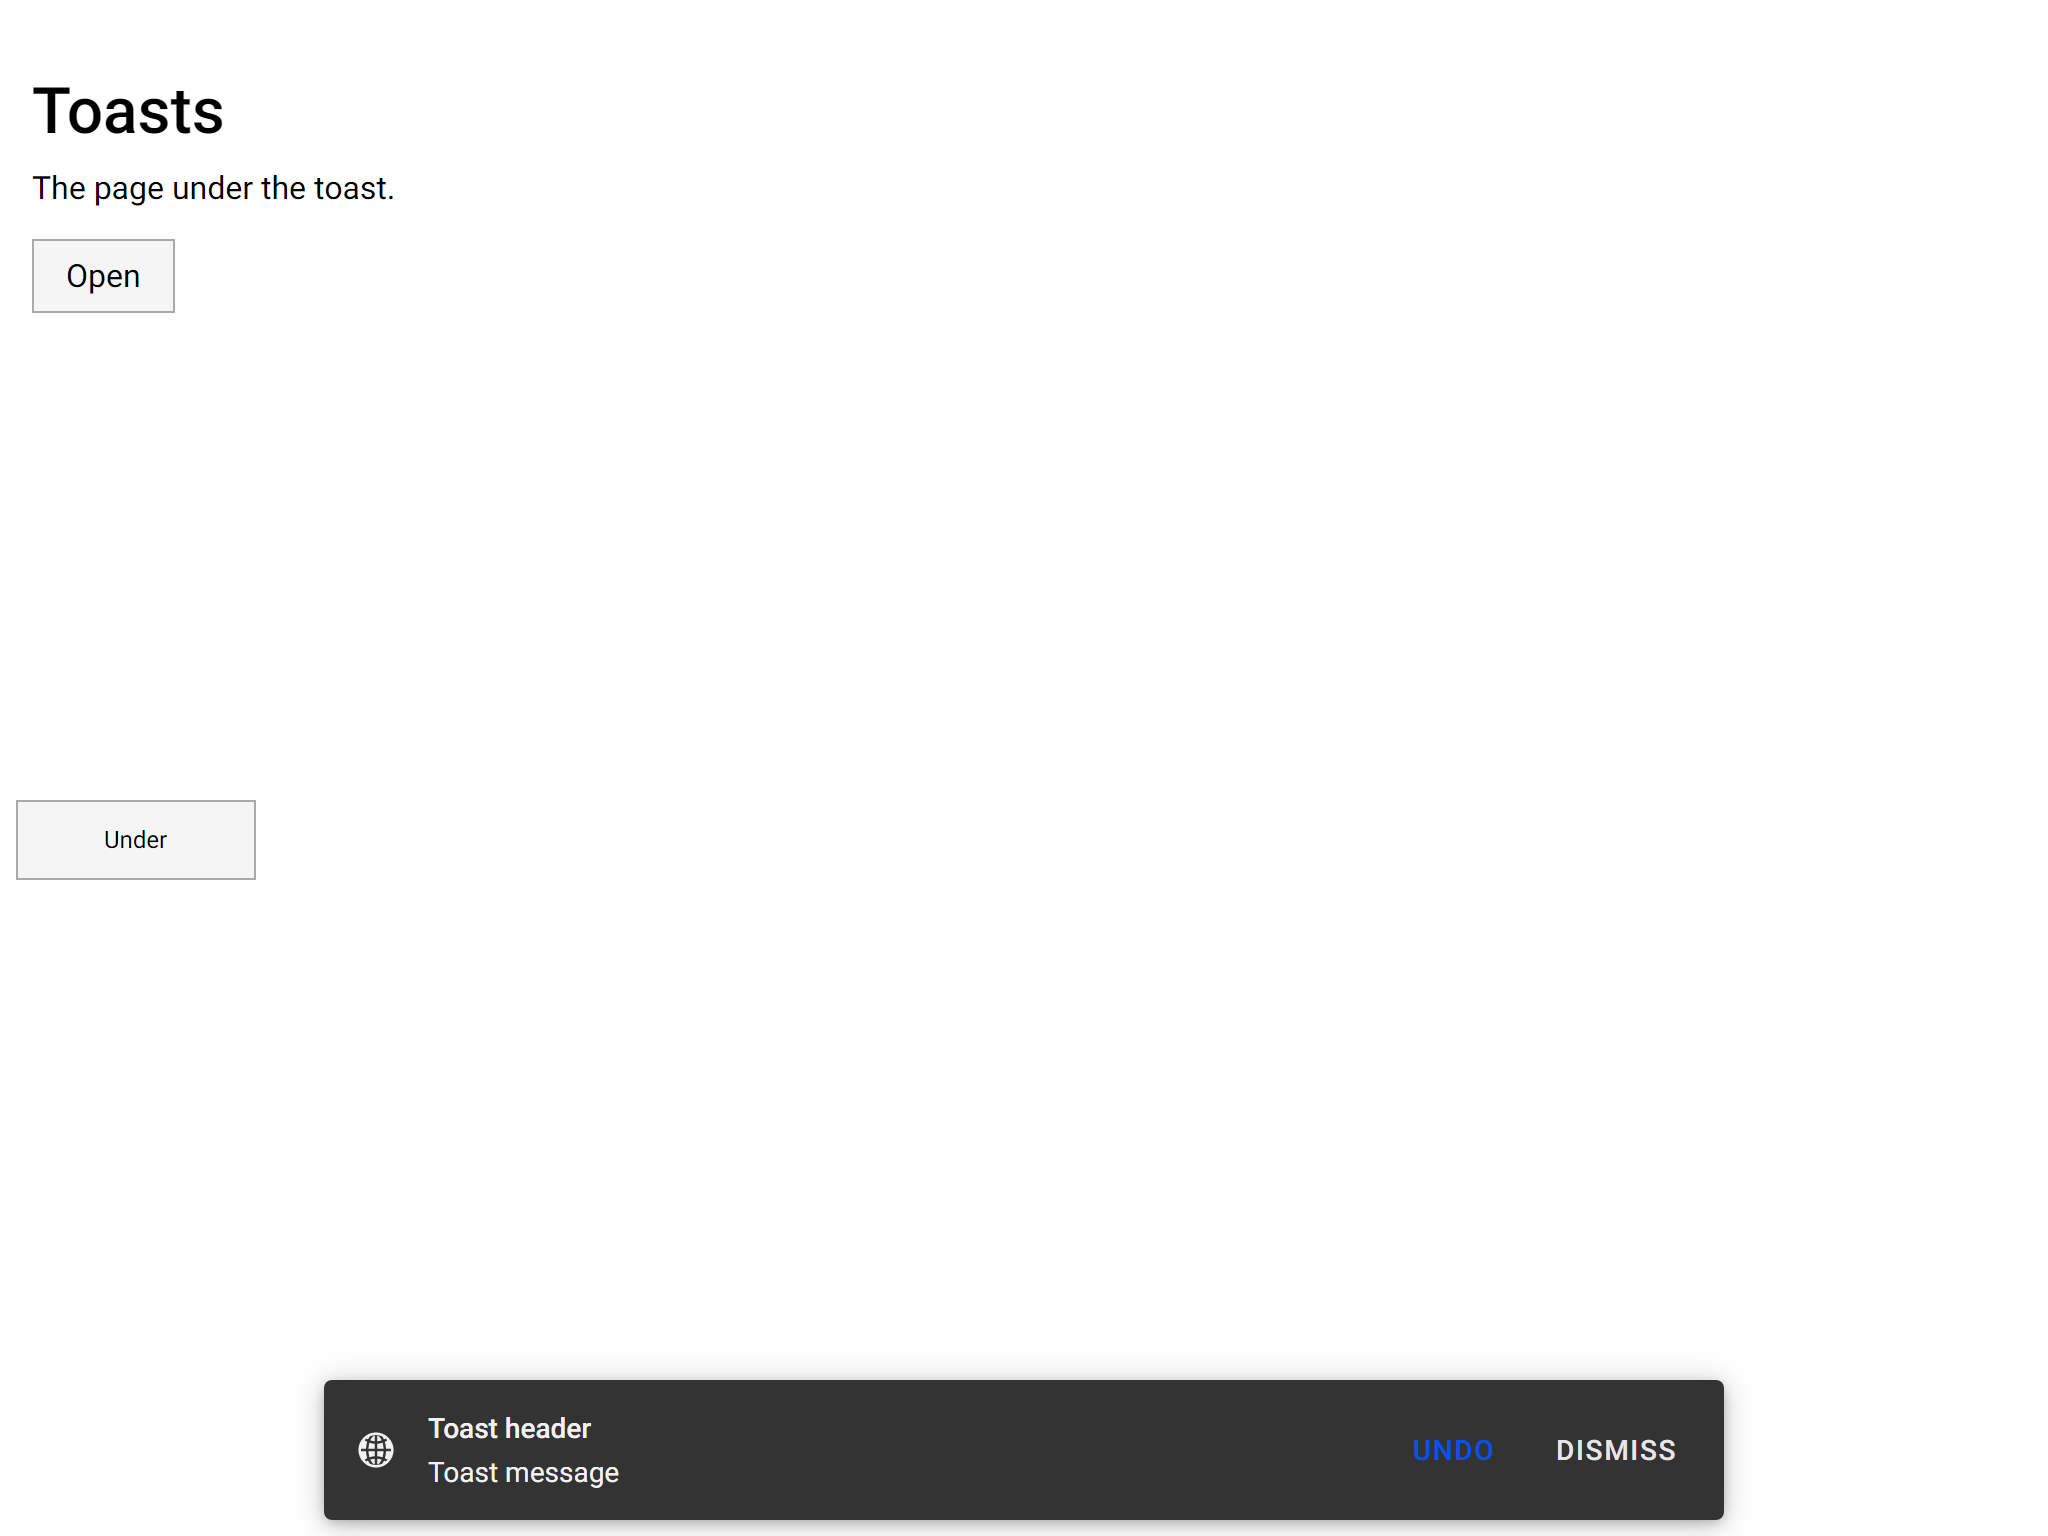 Toasts
The page under the toast.
Open
Under
Toast header
Toast message
UNDO
DISMISS